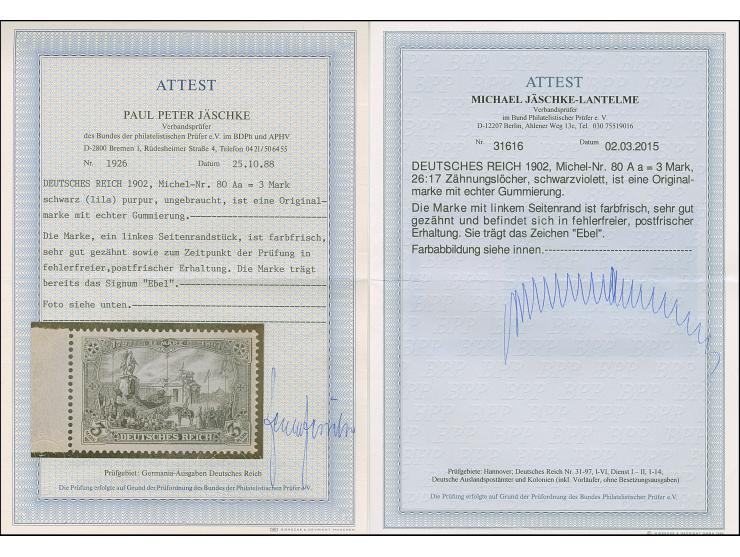 ATTEST
PAUL PETER JÄSCHKE
Verbandsprüfer
des Bundes der philatelistischen Prüfer e.V. im BDPh und APHV
D-2800 Bremen 1, Rüdesheimer Straße 4, Telefon 0421/506455
Nr. 1926 Datum 25.10.88
DEUTSCHES REICH 1902, Michel-Nr. 80 Aa = 3 Mark
schwarz (lila) purpur, ungebraucht, ist eine Original-
marke mit echter Gummierung.
Die Marke, ein linkes Seitenrandstück, ist farbfrisch,
sehr gut gezähnt sowie zum Zeitpunkt der Prüfung in
fehlerfreier,postfrischer Erhaltung. Die Marke trägt
bereits das Signum "Ebel".
Foto siehe unten.
3 DEUTSCHES REICH 3
Prüfgebiet: Germania-Ausgaben Deutsches Reich
Die Prüfung erfolgte auf Grund der Prüfordnung des Bundes der Philatelistischen Prüfer e.V.
ATTEST
MICHAEL JÄSCHKE-LANTELME
Verbandsprüfer
im Bund Philatelistischer Prüfer e. V
D-12207 Berlin, Ahlener Weg 13c, Tel. 030 75519016
Nr. 31616 Datum 02.03.2015
DEUTSCHES REICH 1902, Michel-Nr. 80 A a = 3 Mark,
26:17 Zähnungslöcher, schwarzviolett, ist eine Original-
marke mit echter Gummierung.
Die Marke mit linkem Seitenrand ist farbfrisch, sehr gut
gezähnt und befindet sich in fehlerfreier, postfrischer
Erhaltung. Sie trägt das Zeichen "Ebel".
Farbabbildung siehe innen.
Prüfgebiete: Hannover; Deutsches Reich Nr. 31-97, I-VI, Dienst I – II, 1-14,
Deutsche Auslandspostämter und Kolonien (inkl. Vorläufer, ohne Besetzungsausgaben)
Die Prüfung erfolgte auf Grund der Prüfordnung des Bundes Philatelistischer Prüfer e.V.